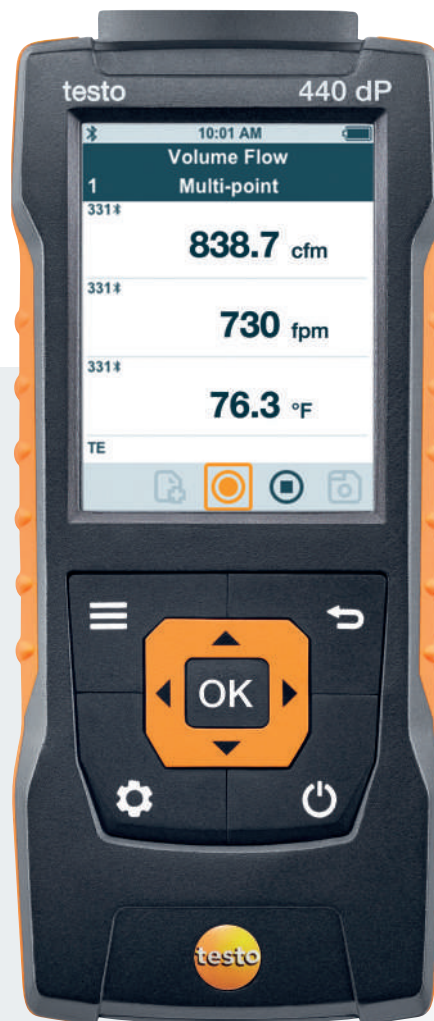 testo 440 dP
10:01 AM
Volume Flow
1 Multi-point
331
838.7 cfm
331
730 fpm
331
76.3 °F
TE
OK
testo